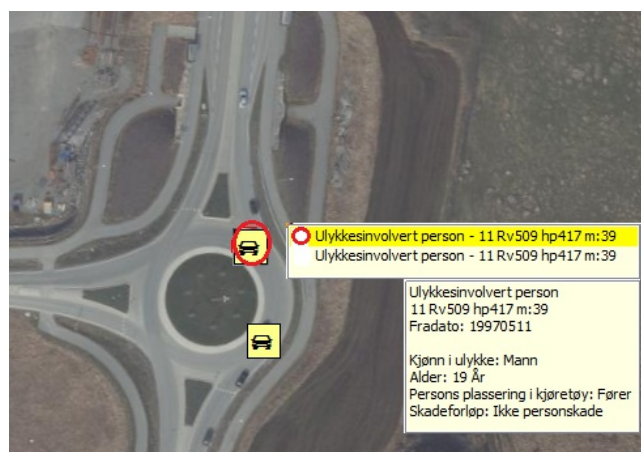 Ulykkesinvolvert person - 11 Rv509 hp417 m:39
Ulykkesinvolvert person - 11 Rv509 hp417 m:39
Ulykkesinvolvert person
11 Rv509 hp417 m:39
Fradato: 19970511
Kjønn i ulykke: Mann
Alder: 19 År
Persons plassering i kjøretøy: Fører
Skadeforløp: Ikke personskade